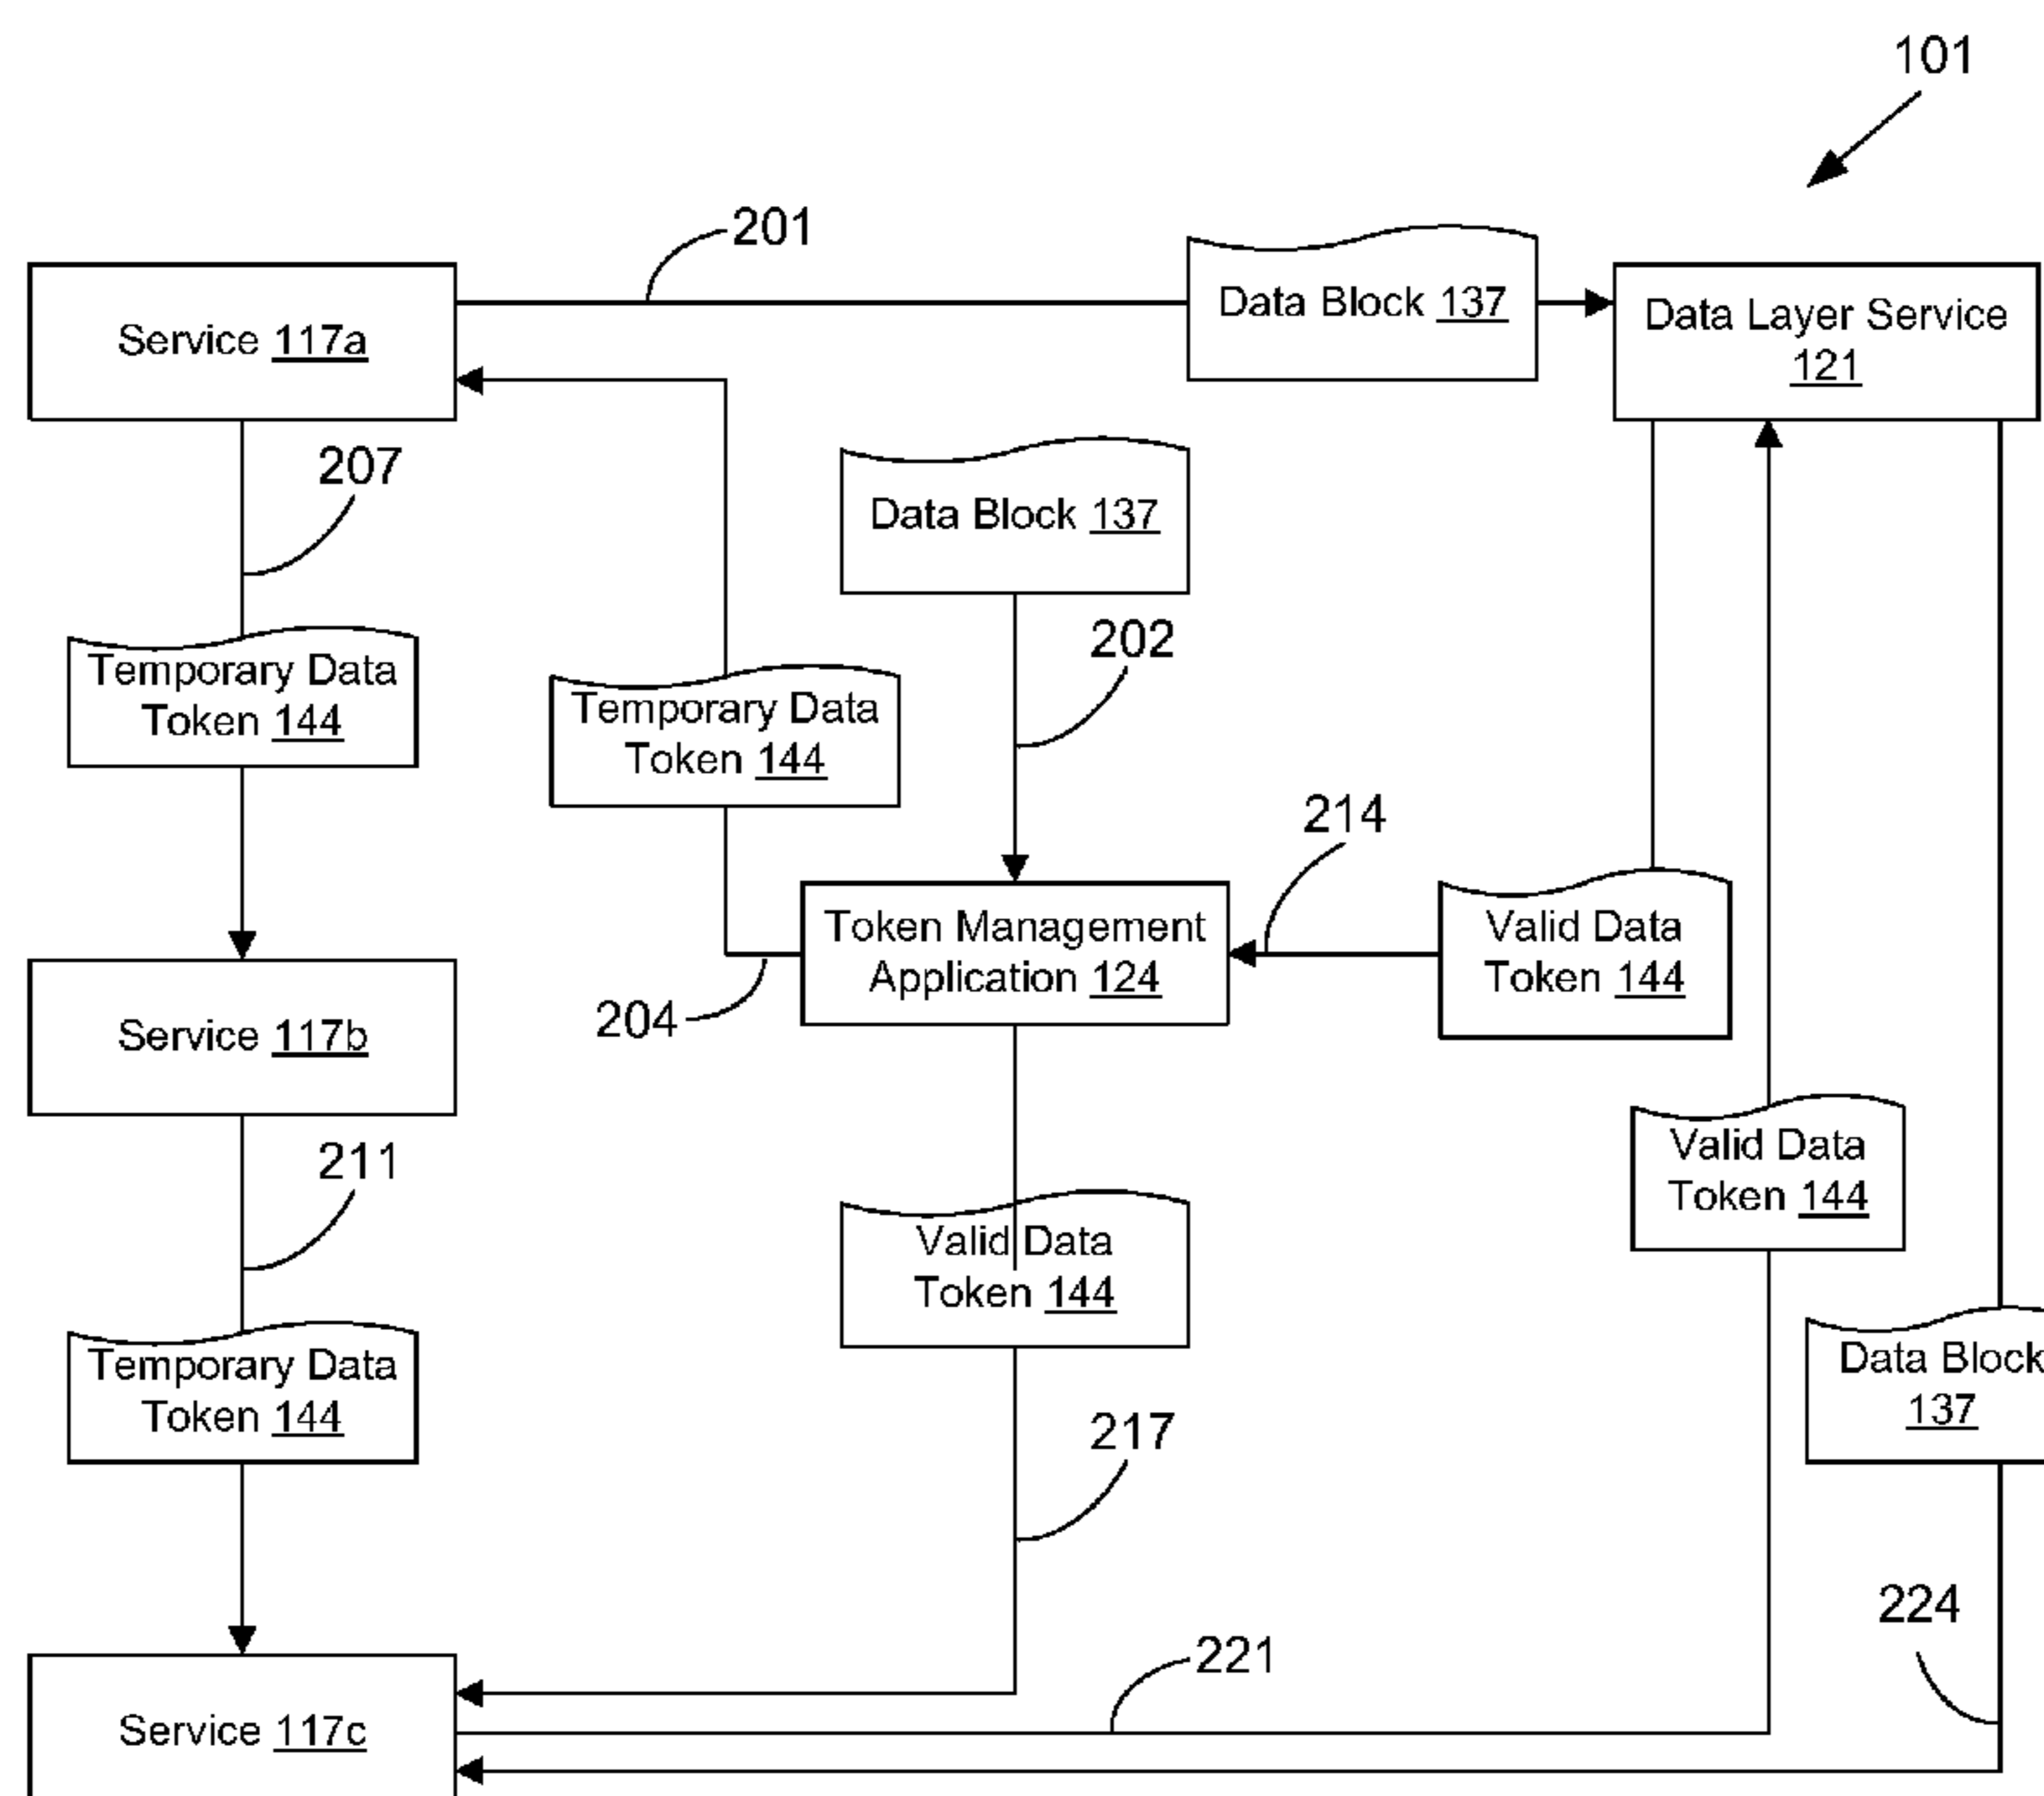 101
201
Data Block 137
Data Layer Service
121
Service 117a
207
Data Block 137
Temporary Data
Token 144
202
Temporary Data
Token 144
214
Token Management
Application 124
Valid Data
Token 144
204
Service 117b
211
Valid Data
Token 144
Valid Data
Token 144
Temporary Data
Token 144
Data Block
137
217
224
221
Service 117c